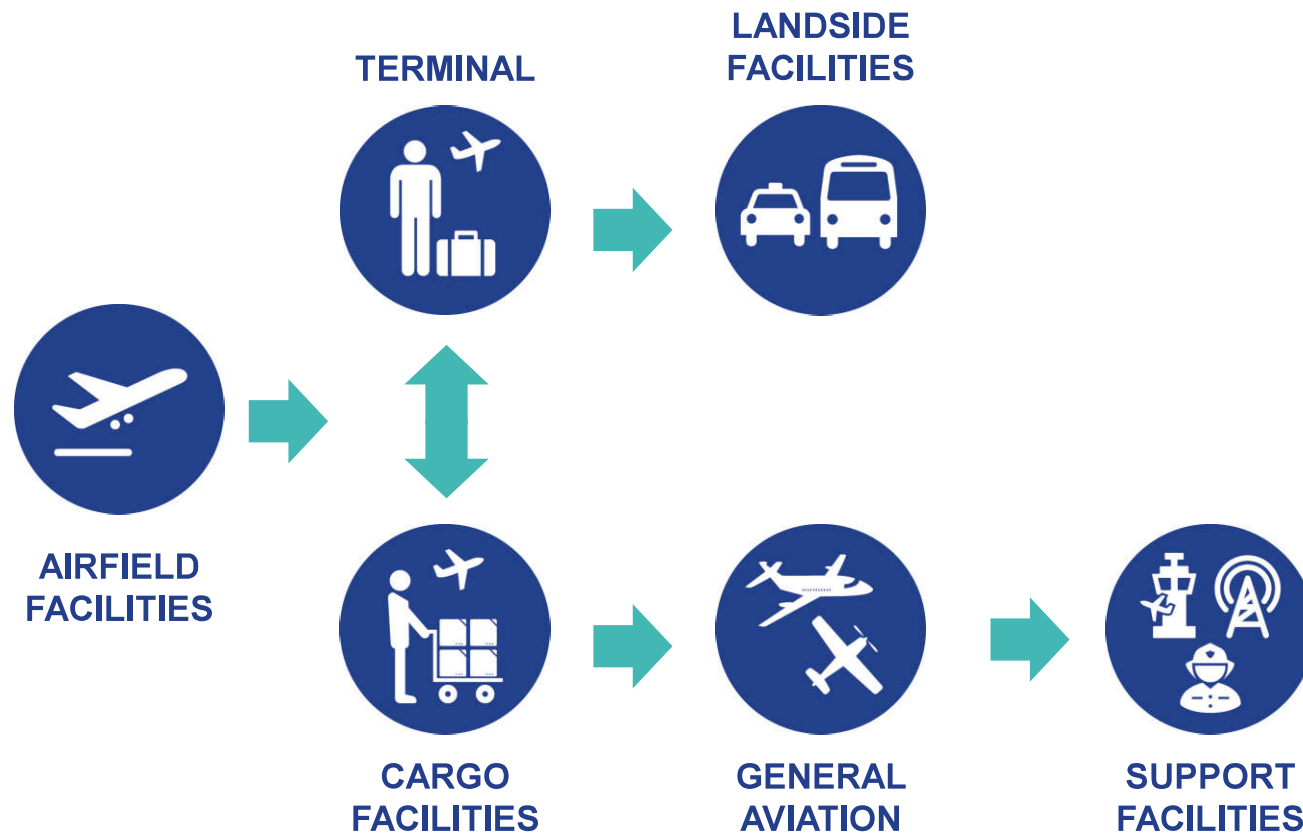 TERMINAL
LANDSIDE
FACILITIES
AIRFIELD
FACILITIES
CARGO
FACILITIES
GENERAL
AVIATION
SUPPORT
FACILITIES